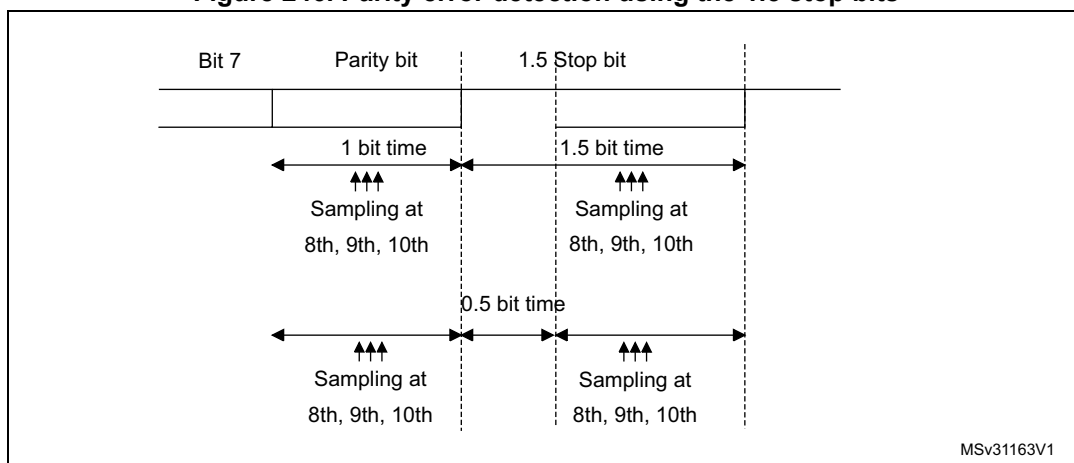 Parity error detection using the 1.5 stop bits
Bit 7 Parity bit 1.5 Stop bit
1 bit time 1.5 bit time
Sampling at Sampling at
8th, 9th, 10th 8th, 9th, 10th
0.5 bit time
Sampling at Sampling at
8th, 9th, 10th 8th, 9th, 10th
MSv31163V1